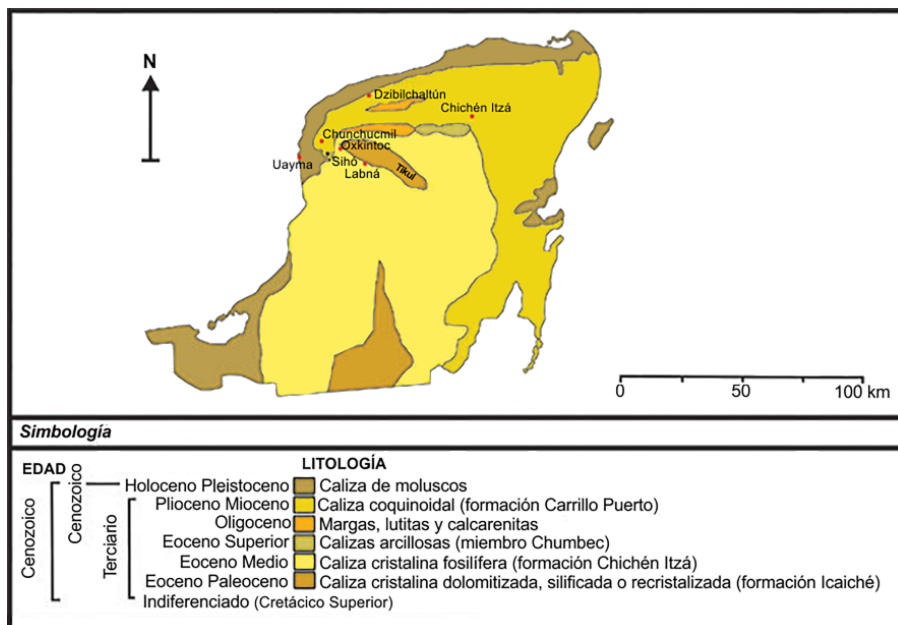 N
Dzibilchaltún
Chichén Itzá
Chunchucmil
Oxkintoc
Uayma
Sihó
Labná
Tikul
0 50 100 km
Simbología
EDAD
LITOLOGÍA
Cenozoico
Cenozoico
Terciario
Holoceno Pleistoceno Caliza de moluscos
Plioceno Mioceno Caliza coquinoidal (formación Carrillo Puerto)
Oligoceno Margas, lutitas y calcarenitas
Eoceno Superior Calizas arcillosas (miembro Chumbec)
Eoceno Medio Caliza cristalina fosilífera (formación Chichén Itzá)
Eoceno Paleoceno Caliza cristalina dolomitizada, silificada o recristalizada (formación Icaiché)
Indiferenciado (Cretácico Superior)